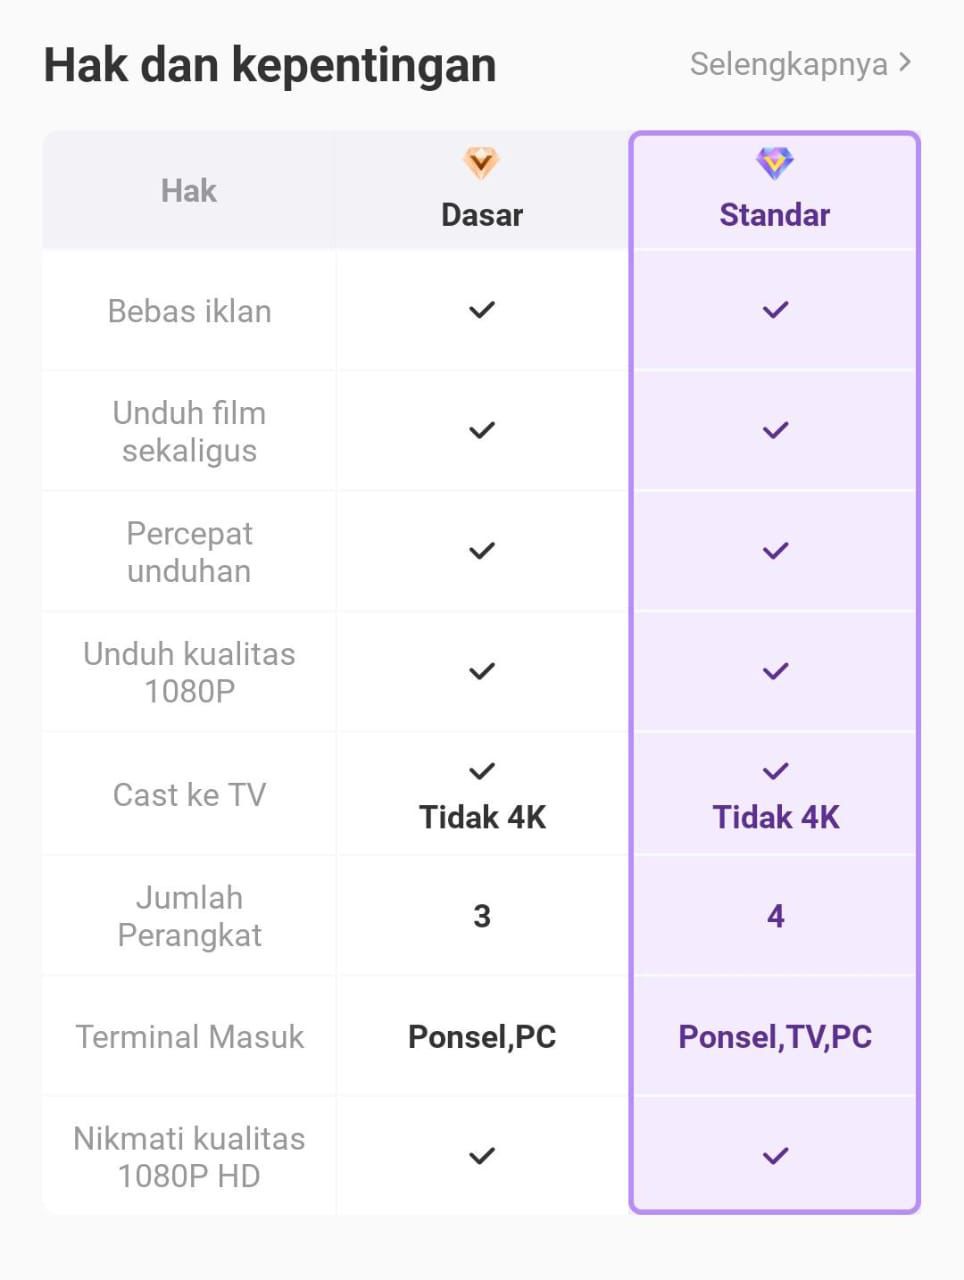 Hak dan kepentingan
Selengkapnya >
Hak
Dasar
Standar
Bebas iklan
Unduh film
sekaligus
Percepat
unduhan
Unduh kualitas
1080P
Cast ke TV
Tidak 4K
Tidak 4K
Jumlah
Perangkat
3
4
Terminal Masuk
Ponsel,PC
Ponsel,TV,PC
Nikmati kualitas
1080P HD